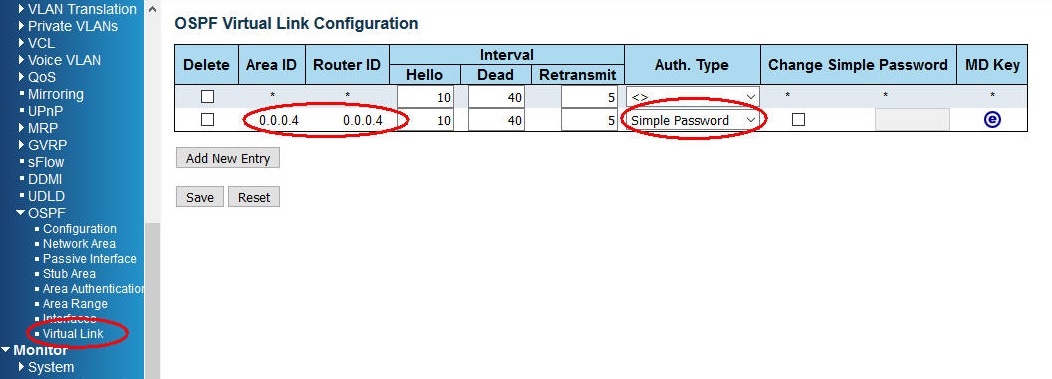 VLAN Translation
Private VLANs
VCL
Voice VLAN
QoS
Mirroring
UPnP
MRP
GVRP
sFlow
DDMI
UDLD
OSPF
Configuration
Network Area
Passive Interface
Stub Area
Area Authentication
Area Range
Interfaces
Virtual Link
Monitor
System
OSPF Virtual Link Configuration
Interval
Delete Area ID Router ID Auth. Type Change Simple Password MD Key
Hello Dead Retransmit
* * 10 40 5 <> * * *
0.0.0.4 0.0.0.4 10 40 5 Simple Password e
Add New Entry
Save Reset